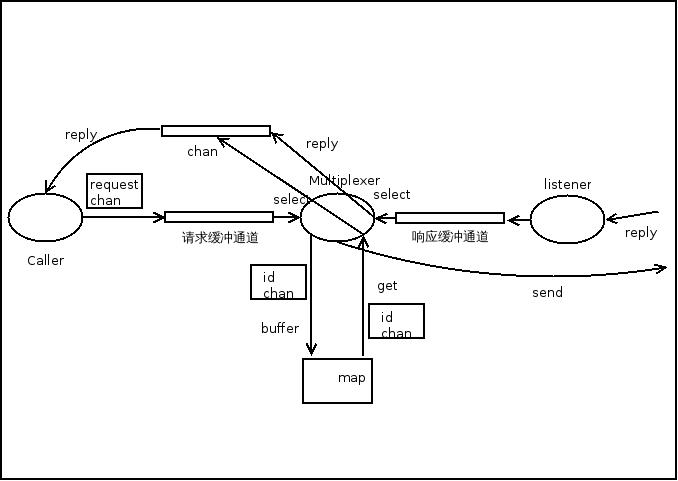 reply
chan
reply
Multiplexer
request
chan
select
select
listener
请求缓冲通道
响应缓冲通道
reply
Caller
id
chan
get
send
id
chan
buffer
map